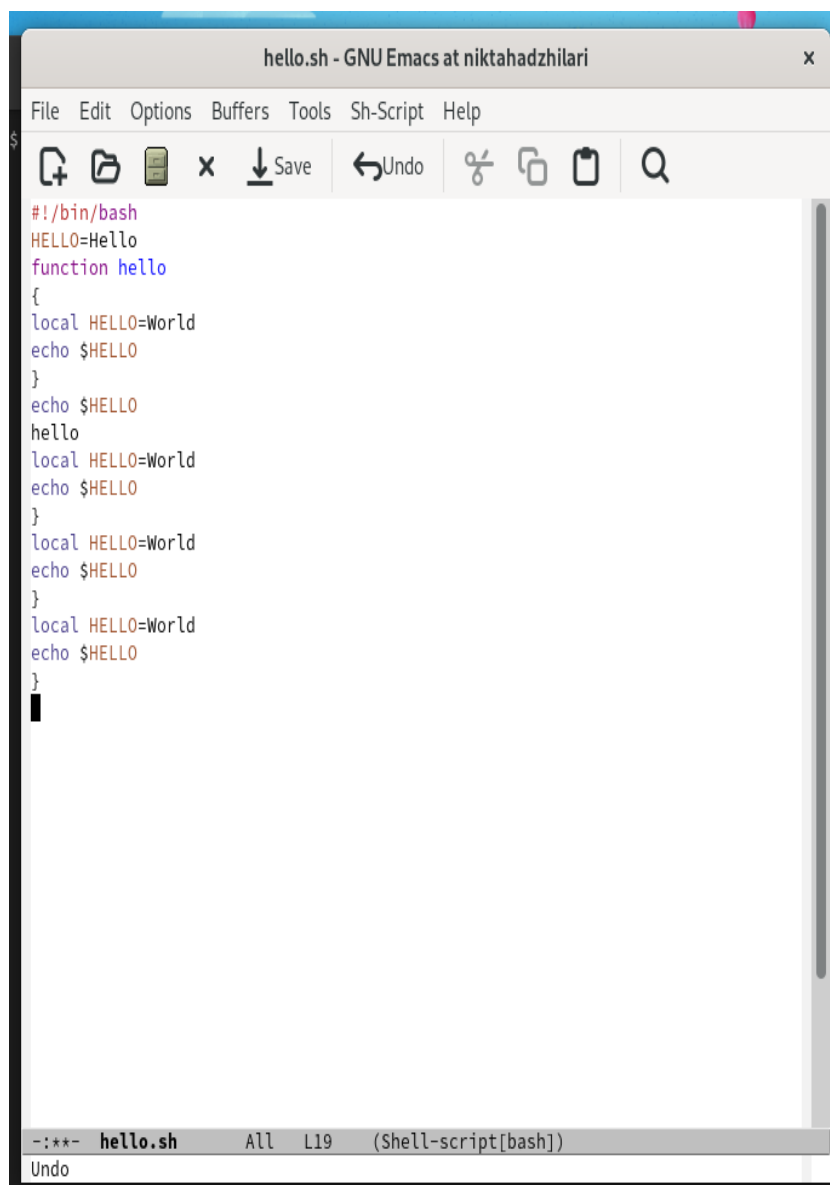 hello.sh - GNU Emacs at niktahadzhilari x
File Edit Options Buffers Tools Sh-Script Help
$
Save Undo
#!/bin/bash
HELLO=Hello
function hello
{
local HELLO=World
echo $HELLO
}
echo $HELLO
hello
local HELLO=World
echo $HELLO
}
local HELLO=World
echo $HELLO
}
local HELLO=World
echo $HELLO
}
-:**- hello.sh All L19 (Shell-script[bash])
Undo